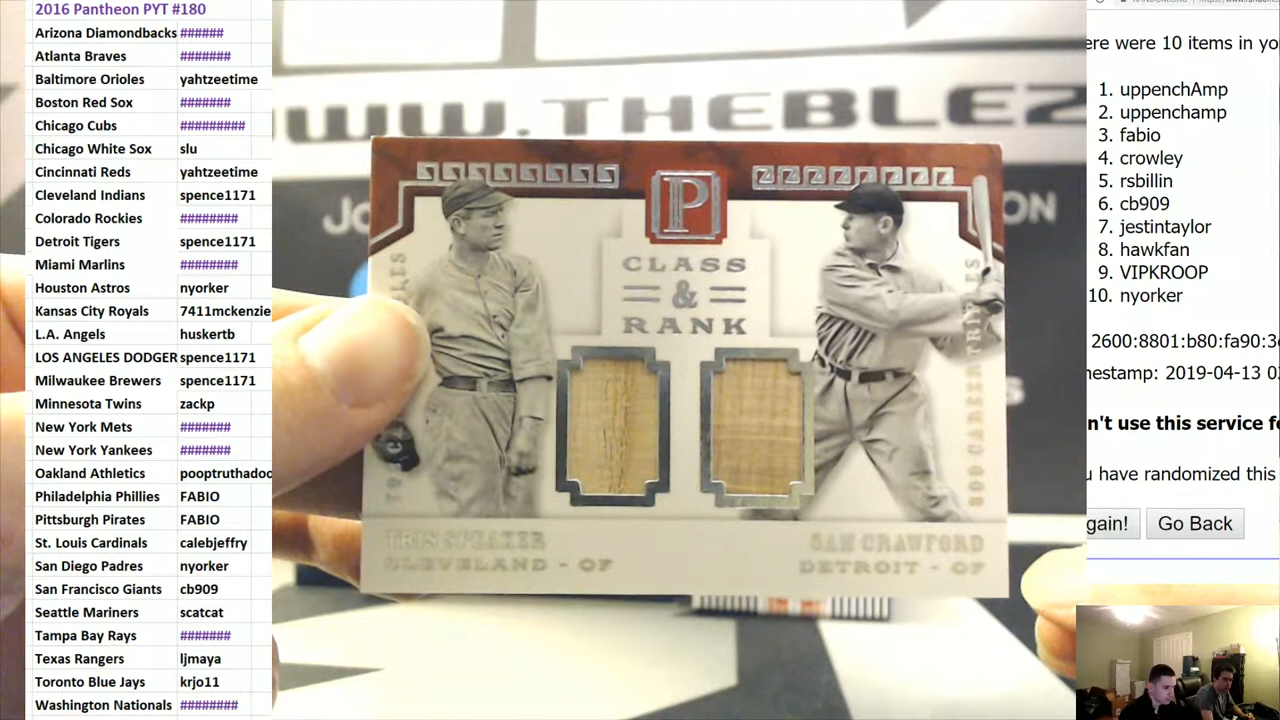 2016 Pantheon PYT #180
Arizona Diamondbacks ######
Atlanta Braves #######
Baltimore Orioles yahtzeetime
Boston Red Sox #######
Chicago Cubs #########
Chicago White Sox slu
Cincinnati Reds yahtzeetime
Cleveland Indians spence1171
Colorado Rockies ########
Detroit Tigers spence1171
Miami Marlins ########
Houston Astros nyorker
Kansas City Royals 7411mckenzie
L.A. Angels huskertb
LOS ANGELES DODGER spence1171
Milwaukee Brewers spence1171
Minnesota Twins zackp
New York Mets #######
New York Yankees #######
Oakland Athletics pooptruthadoo
Philadelphia Phillies FABIO
Pittsburgh Pirates FABIO
St. Louis Cardinals calebjeffry
San Diego Padres nyorker
San Francisco Giants cb909
Seattle Mariners scatcat
Tampa Bay Rays #######
Texas Rangers ljmaya
Toronto Blue Jays krjo11
Washington Nationals ########
WWW.THEBLEZ
JO
ON
P
CLASS
&
RANK
TRIS SPEAKER
CLEVELAND - OF
SAM CRAWFORD
DETROIT - OF
309 CAREER TRIPLES
ere were 10 items in yo
1. uppenchAmp
2. uppenchamp
3. fabio
4. crowley
5. rsbillin
6. cb909
7. jestintaylor
8. hawkfan
9. VIPKROOP
10. nyorker
2600:8801:b80:fa90:3
nestamp: 2019-04-13 0
n't use this service fo
u have randomized this
gain!
Go Back